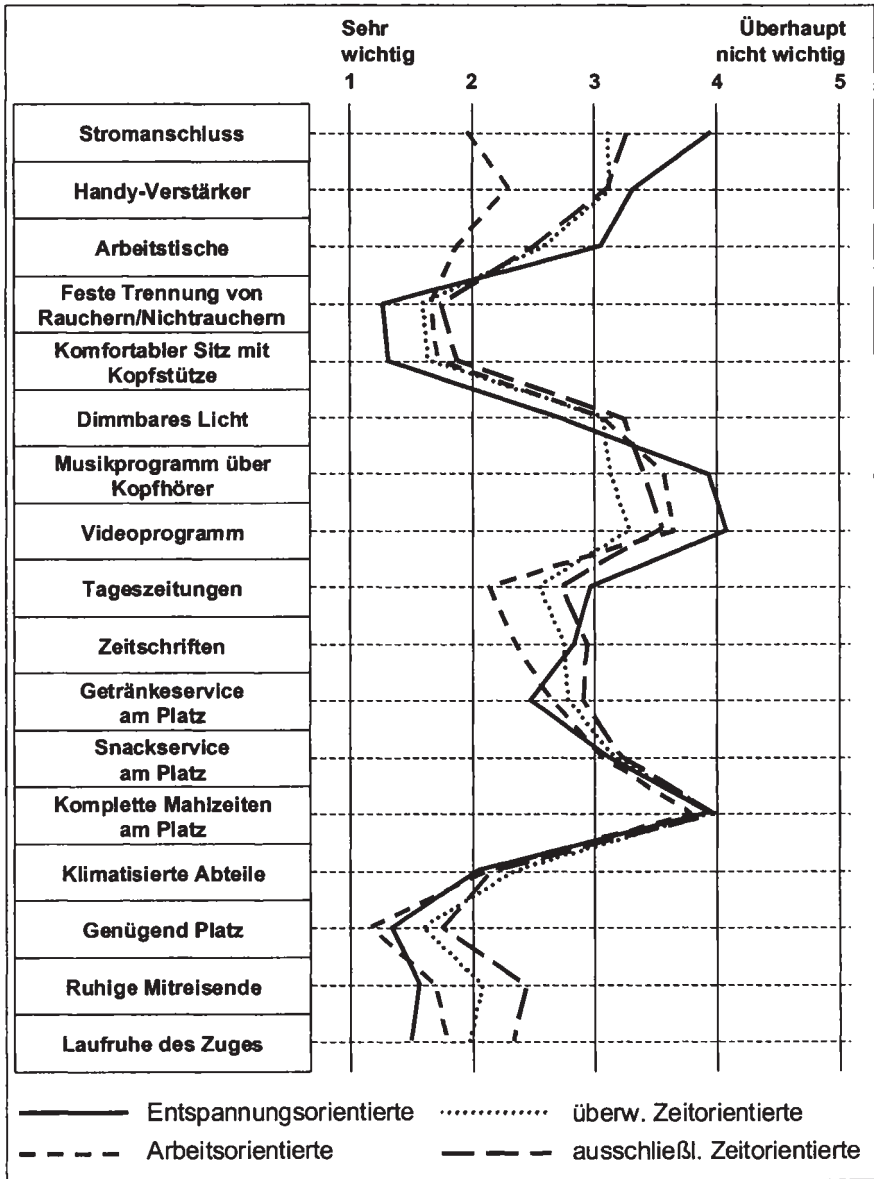 Sehr wichtig
Überhaupt nicht wichtig
1 2 3 4 5
Stromanschluss
Handy-Verstärker
Arbeitstische
Feste Trennung von
Rauchern/Nichtrauchern
Komfortabler Sitz mit
Kopfstütze
Dimmbares Licht
Musikprogramm über
Kopfhörer
Videoprogramm
Tageszeitungen
Zeitschriften
Getränkeservice
am Platz
Snackservice
am Platz
Komplette Mahlzeiten
am Platz
Klimatisierte Abteile
Genügend Platz
Ruhige Mitreisende
Laufruhe des Zuges
Entspannungsorientierte
überw. Zeitorientierte
Arbeitsorientierte
ausschließl. Zeitorientierte